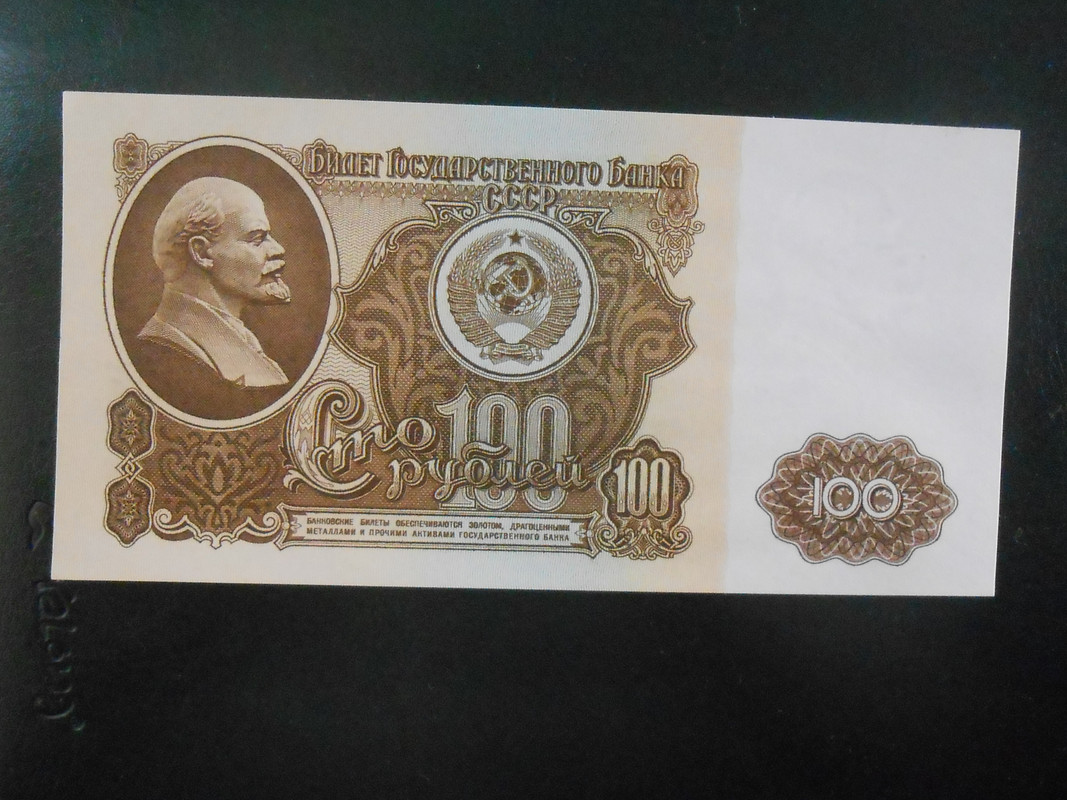 Билет Государственного Банка
СССР
Сто 100
рублей
100
100
БАНКОВСКИЕ БИЛЕТЫ ОБЕСПЕЧИВАЮТСЯ ЗОЛОТОМ, ДРАГОЦЕННЫМИ
МЕТАЛЛАМИ И ПРОЧИМИ АКТИВАМИ ГОСУДАРСТВЕННОГО БАНКА